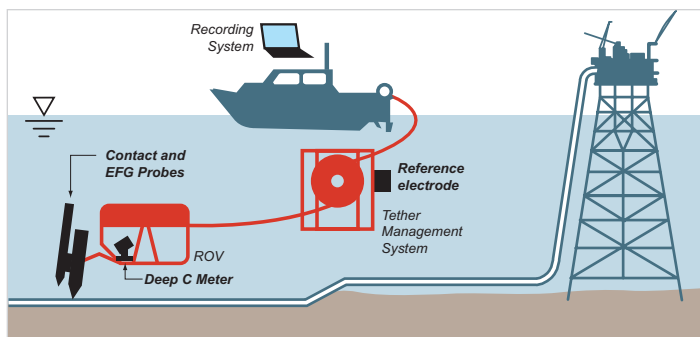 Recording
System
Contact and
EFG Probes
Reference
electrode
Tether
Management
System
ROV
Deep C Meter